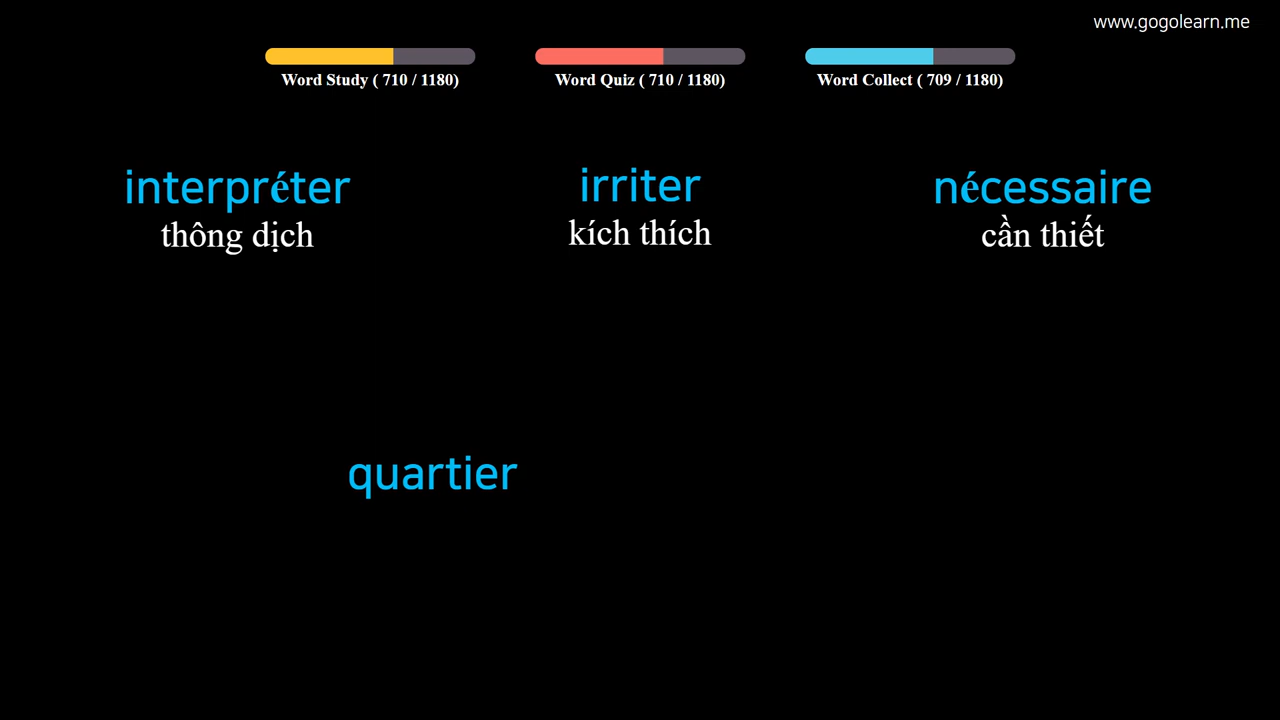 www.gogolearn.me
Word Study ( 710 / 1180)
Word Quiz ( 710 / 1180)
Word Collect ( 709 / 1180)
interpréter
thông dịch
irriter
kích thích
nécessaire
cần thiết
quartier